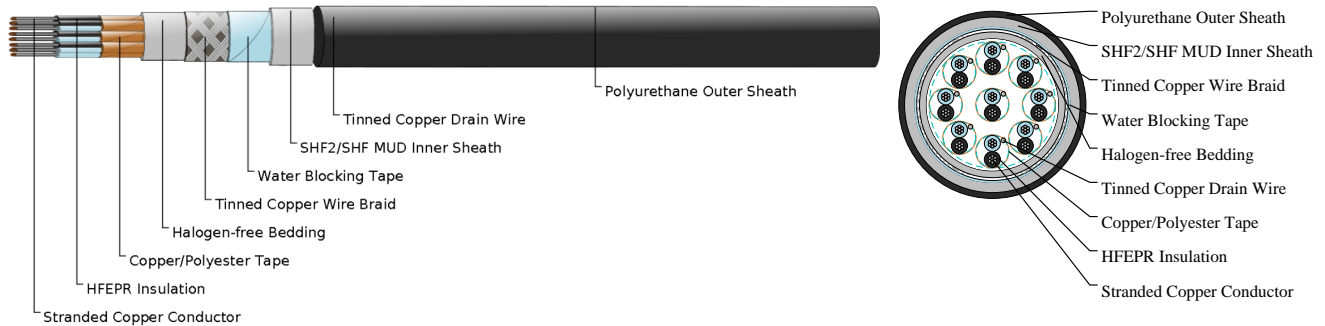 Polyurethane Outer Sheath
Tinned Copper Drain Wire
SHF2/SHF MUD Inner Sheath
Water Blocking Tape
Tinned Copper Wire Braid
Halogen-free Bedding
Copper/Polyester Tape
HFEPR Insulation
Stranded Copper Conductor
Polyurethane Outer Sheath
SHF2/SHF MUD Inner Sheath
Tinned Copper Wire Braid
Water Blocking Tape
Halogen-free Bedding
Tinned Copper Drain Wire
Copper/Polyester Tape
HFEPR Insulation
Stranded Copper Conductor